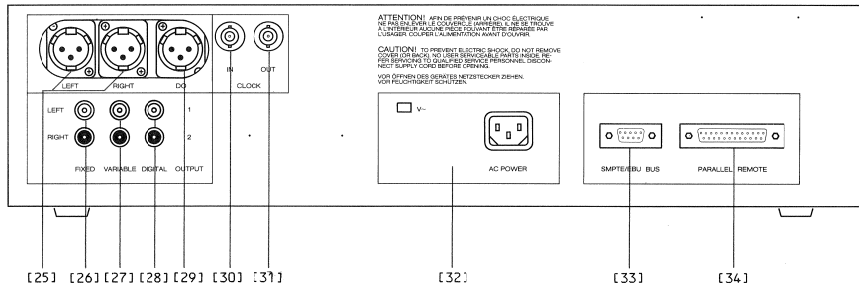 ATTENTION! AFIN DE PRÉVENIR UN CHOC ÉLECTRIQUE
NE PAS ENLEVER LE COUVERCLE (ARRIÈRE). IL NE SE TROUVE
À L'INTÉRIEUR AUCUNE PIÈCE POUVANT ÊTRE RÉPARÉE PAR
L'USAGER. COUPER L'ALIMENTATION AVANT D'OUVRIR.
CAUTION! TO PREVENT ELECTRIC SHOCK, DO NOT REMOVE
COVER (OR BACK). NO USER SERVICEABLE PARTS INSIDE. RE-
FER SERVICING TO QUALIFIED SERVICE PERSONNEL. DISCON-
NECT SUPPLY CORD BEFORE OPENING.
VOR ÖFFNEN DES GERÄTES NETZSTECKER ZIEHEN.
VOR FEUCHTIGKEIT SCHÜTZEN.
IN OUT
LEFT RIGHT DO CLOCK
LEFT 1
RIGHT 2
FIXED VARIABLE DIGITAL OUTPUT
V~
AC POWER
SMPTE/EBU BUS PARALLEL REMOTE
[25] [26] [27] [28] [29] [30] [31] [32] [33] [34]